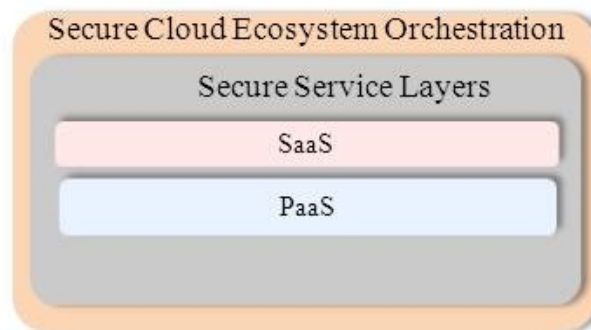 Secure Cloud Ecosystem Orchestration
Secure Service Layers
SaaS
PaaS